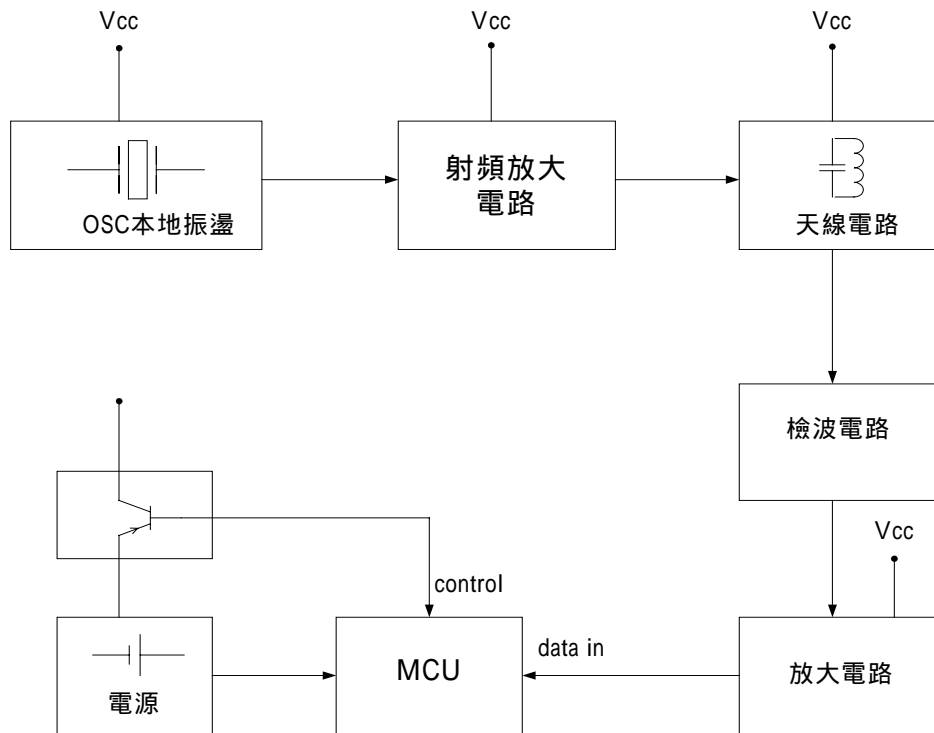 Vcc
Vcc
Vcc
OSC本地振盪
射頻放大
電路
天線電路
檢波電路
Vcc
control
data in
電源
MCU
放大電路